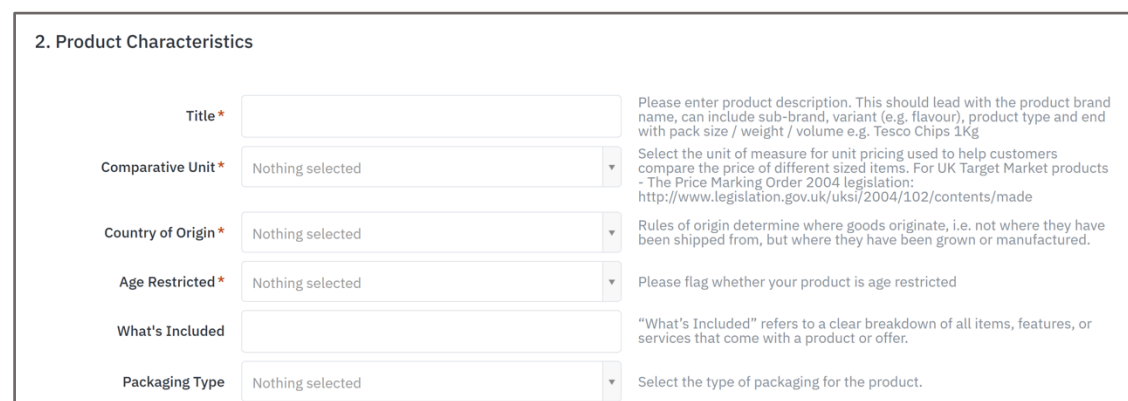 2. Product Characteristics
Title *
Please enter product description. This should lead with the product brand
name, can include sub-brand, variant (e.g. flavour), product type and end
with pack size / weight / volume e.g. Tesco Chips 1Kg
Comparative Unit *
Nothing selected
Select the unit of measure for unit pricing used to help customers
compare the price of different sized items. For UK Target Market products
- The Price Marking Order 2004 legislation:
http://www.legislation.gov.uk/uksi/2004/102/contents/made
Country of Origin *
Nothing selected
Rules of origin determine where goods originate, i.e. not where they have
been shipped from, but where they have been grown or manufactured.
Age Restricted *
Nothing selected
Please flag whether your product is age restricted
What's Included
“What’s Included” refers to a clear breakdown of all items, features, or
services that come with a product or offer.
Packaging Type
Nothing selected
Select the type of packaging for the product.